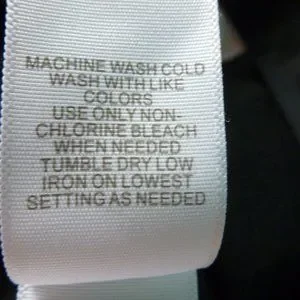 MACHINE WASH COLD
WASH WITH LIKE
COLORS
USE ONLY NON-
CHLORINE BLEACH
WHEN NEEDED
TUMBLE DRY LOW
IRON ON LOWEST
SETTING AS NEEDED